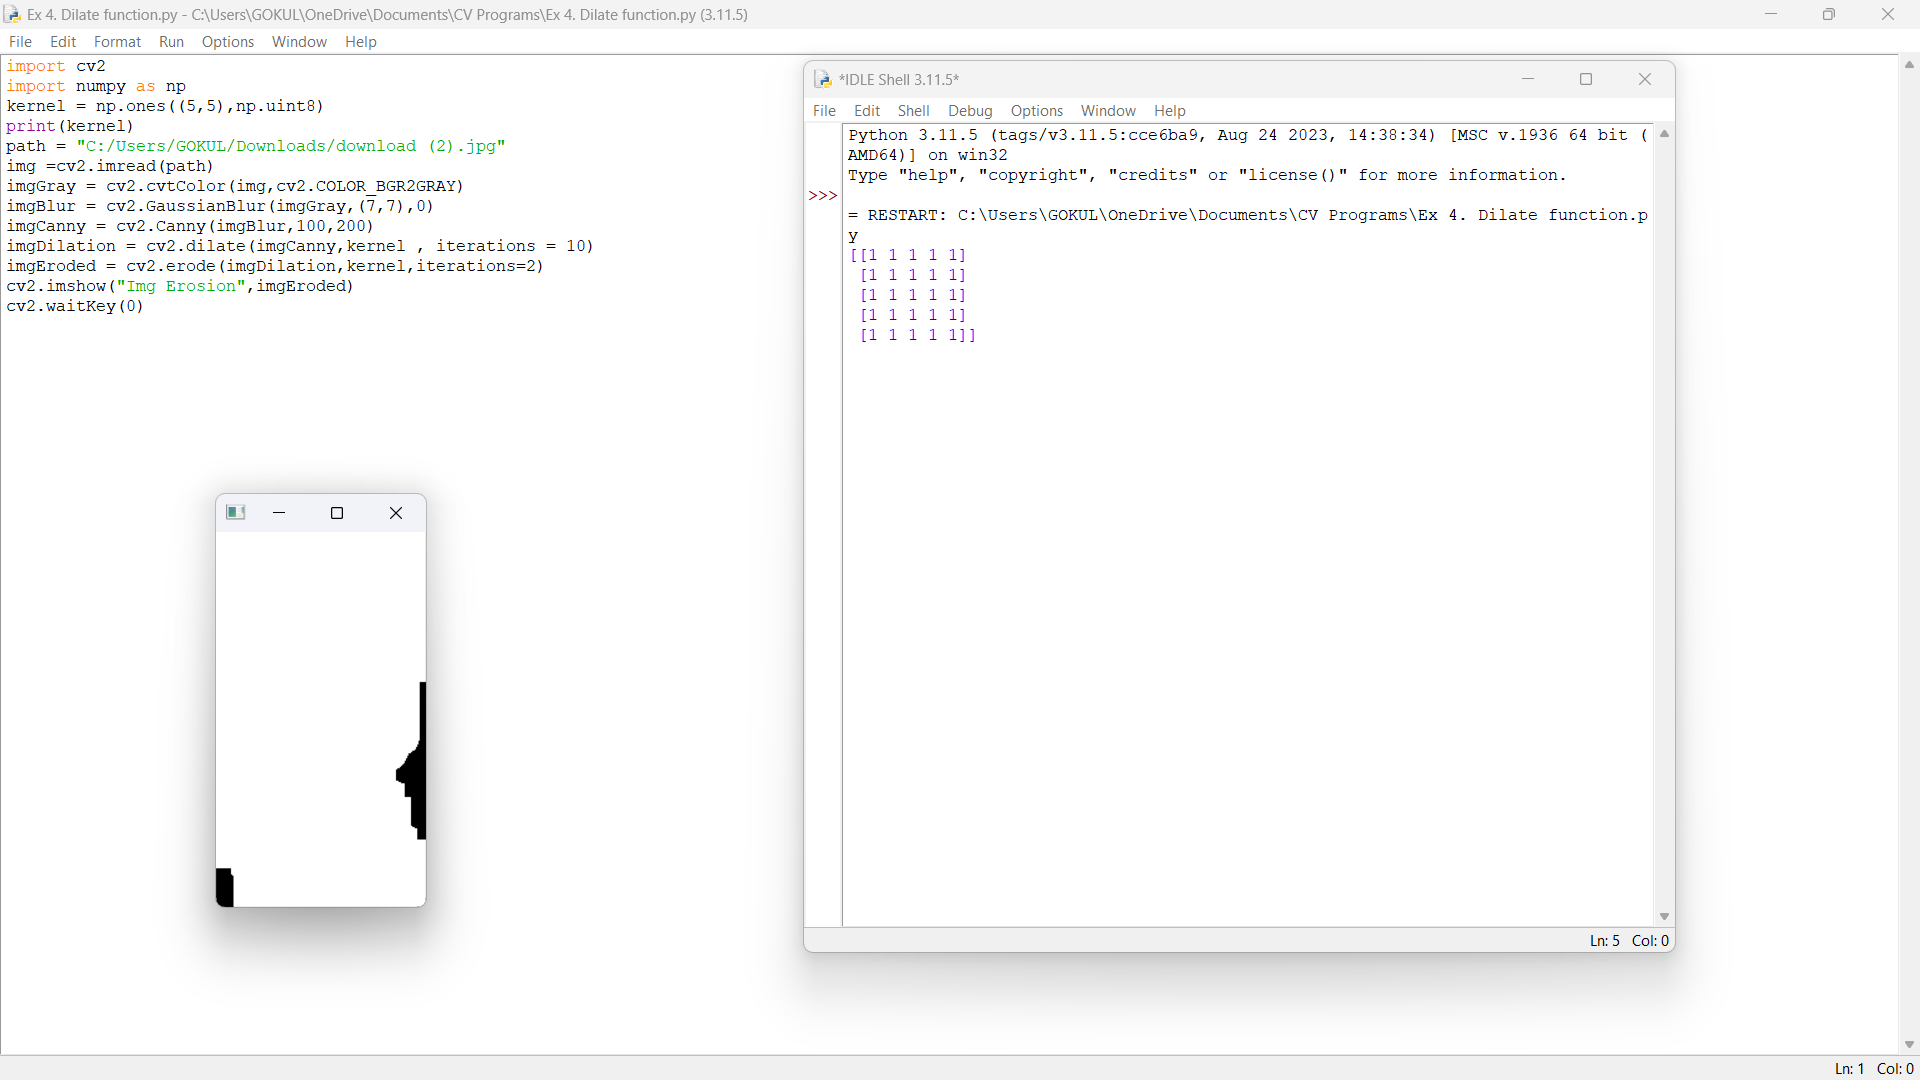 Ex 4. Dilate function.py - C:\Users\GOKUL\OneDrive\Documents\CV Programs\Ex 4. Dilate function.py (3.11.5)
File Edit Format Run Options Window Help
import cv2
import numpy as np
kernel = np.ones((5,5),np.uint8)
print(kernel)
path = "C:/Users/GOKUL/Downloads/download (2).jpg"
img =cv2.imread(path)
imgGray = cv2.cvtColor(img,cv2.COLOR_BGR2GRAY)
imgBlur = cv2.GaussianBlur(imgGray,(7,7),0)
imgCanny = cv2.Canny(imgBlur,100,200)
imgDilation = cv2.dilate(imgCanny,kernel , iterations = 10)
imgEroded = cv2.erode(imgDilation,kernel,iterations=2)
cv2.imshow("Img Erosion",imgEroded)
cv2.waitKey(0)
*IDLE Shell 3.11.5*
File Edit Shell Debug Options Window Help
Python 3.11.5 (tags/v3.11.5:cce6ba9, Aug 24 2023, 14:38:34) [MSC v.1936 64 bit (
AMD64)] on win32
Type "help", "copyright", "credits" or "license()" for more information.
>>>
= RESTART: C:\Users\GOKUL\OneDrive\Documents\CV Programs\Ex 4. Dilate function.p
y
[[1 1 1 1 1]
[1 1 1 1 1]
[1 1 1 1 1]
[1 1 1 1 1]
[1 1 1 1 1]]
Ln: 5 Col: 0
Ln: 1 Col: 0